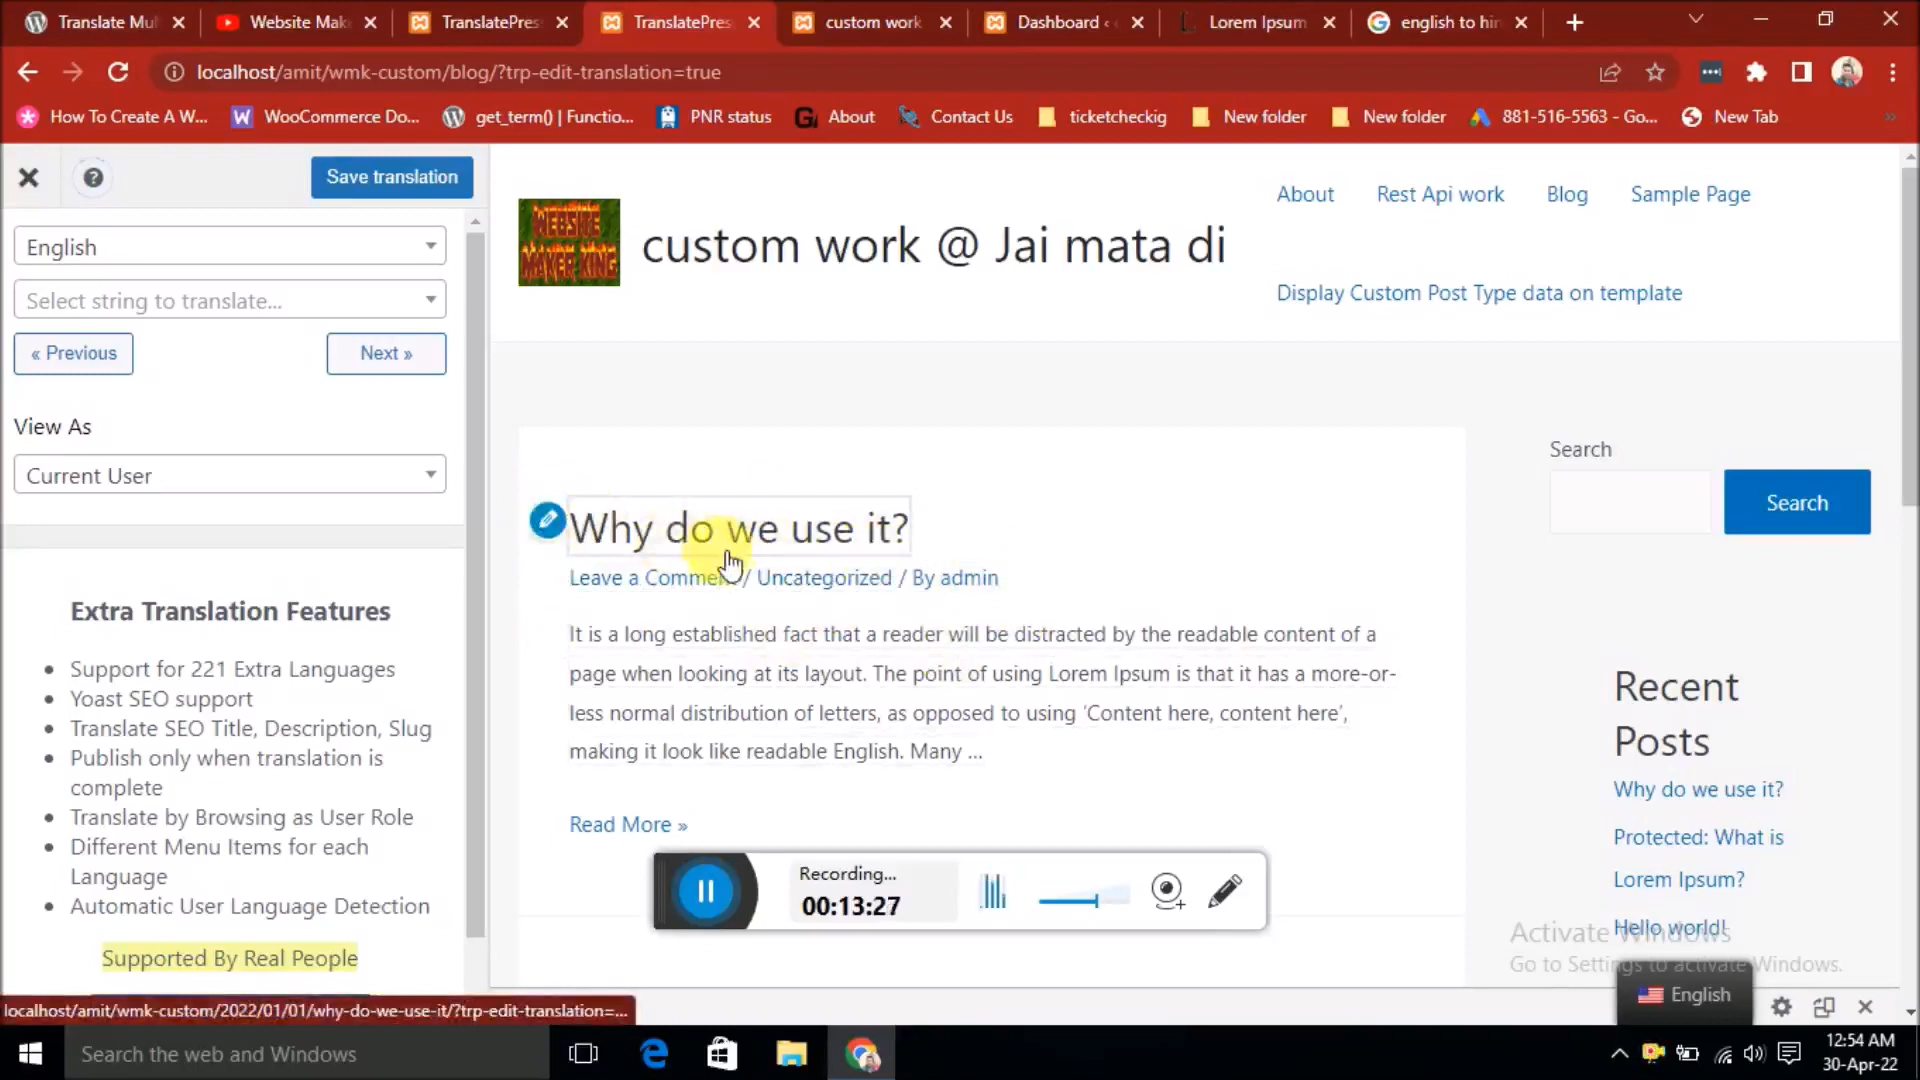 Translate Mul
Website Mak
TranslatePres
TranslatePres
custom work
Dashboard ‹
Lorem Ipsum
english to hin
localhost/amit/wmk-custom/blog/?trp-edit-translation=true
How To Create A W...
WooCommerce Do...
get_term() | Functio...
PNR status
About
Contact Us
ticketcheckig
New folder
New folder
881-516-5563 - Go...
New Tab
Save translation
English
Select string to translate...
« Previous
Next »
View As
Current User
Extra Translation Features
Support for 221 Extra Languages
Yoast SEO support
Translate SEO Title, Description, Slug
Publish only when translation is
complete
Translate by Browsing as User Role
Different Menu Items for each
Language
Automatic User Language Detection
Supported By Real People
localhost/amit/wmk-custom/2022/01/01/why-do-we-use-it/?trp-edit-translation=...
WEBSITE
MAKER KING
custom work @ Jai mata di
About
Rest Api work
Blog
Sample Page
Display Custom Post Type data on template
Why do we use it?
Leave a Comment / Uncategorized / By admin
It is a long established fact that a reader will be distracted by the readable content of a
page when looking at its layout. The point of using Lorem Ipsum is that it has a more-or-
less normal distribution of letters, as opposed to using ‘Content here, content here’,
making it look like readable English. Many ...
Read More »
Search
Search
Recent
Posts
Why do we use it?
Protected: What is
Lorem Ipsum?
Hello world!
Recording...
00:13:27
Activate Windows
Go to Settings to activate Windows.
English
Search the web and Windows
12:54 AM
30-Apr-22